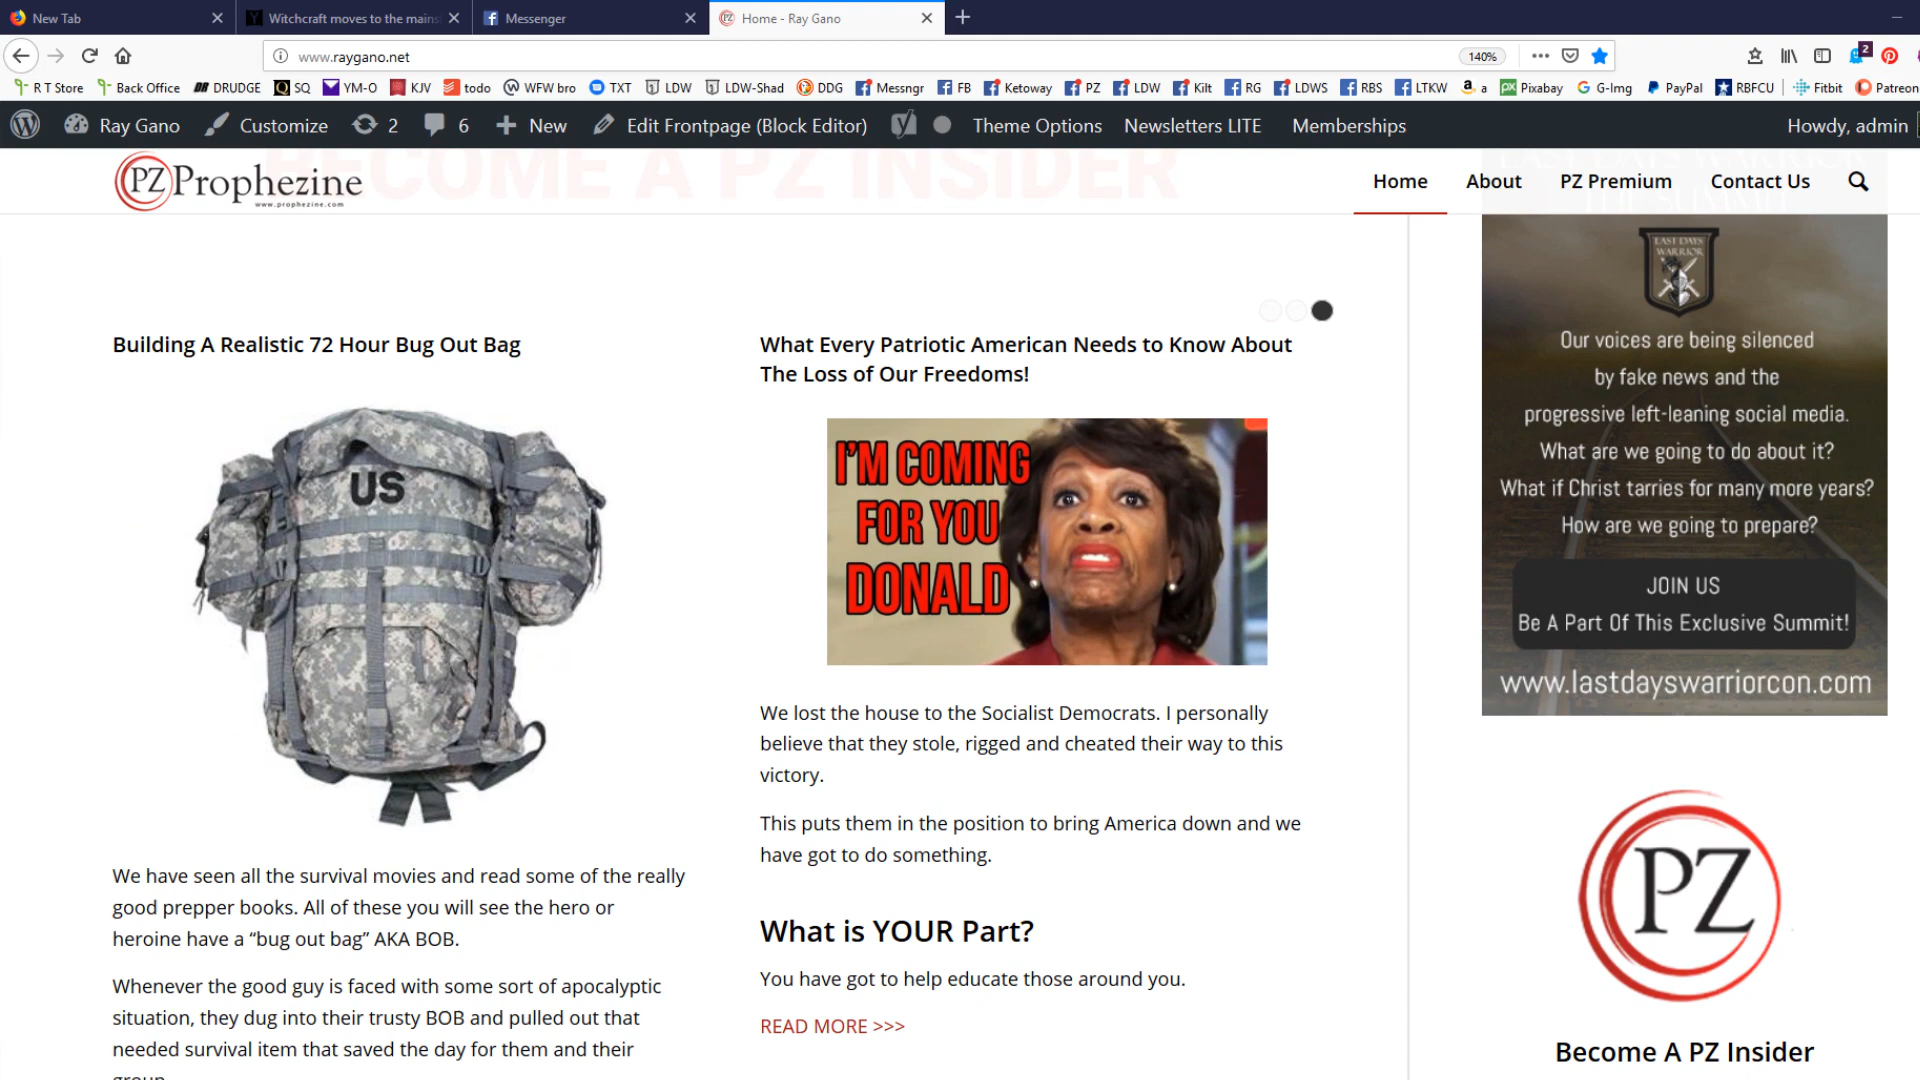 New Tab
Witchcraft moves to the mains
Messenger
Home - Ray Gano
www.raygano.net
140%
2
R T Store
Back Office
DR DRUDGE
SQ
YM-O
KJV
todo
WFW bro
TXT
LDW
LDW-Shad
DDG
Messngr
FB
Ketoway
PZ
LDW
Kilt
RG
LDWS
RBS
LTKW
a
Pixabay
G-Img
PayPal
RBFCU
Fitbit
Patreon
Ray Gano
Customize
2
6
New
Edit Frontpage (Block Editor)
Theme Options
Newsletters LITE
Memberships
Howdy, admin
BECOME A PZ INSIDER
PZ Prophezine
www.prophezine.com
Home
About
PZ Premium
Contact Us
Building A Realistic 72 Hour Bug Out Bag
US
We have seen all the survival movies and read some of the really
good prepper books. All of these you will see the hero or
heroine have a “bug out bag” AKA BOB.
Whenever the good guy is faced with some sort of apocalyptic
situation, they dug into their trusty BOB and pulled out that
needed survival item that saved the day for them and their
group
What Every Patriotic American Needs to Know About
The Loss of Our Freedoms!
I'M COMING
FOR YOU
DONALD
We lost the house to the Socialist Democrats. I personally
believe that they stole, rigged and cheated their way to this
victory.
This puts them in the position to bring America down and we
have got to do something.
What is YOUR Part?
You have got to help educate those around you.
READ MORE >>>
LAST DAYS WARRIOR
THE SUMMIT
LAST DAYS
WARRIOR
Our voices are being silenced
by fake news and the
progressive left-leaning social media.
What are we going to do about it?
What if Christ tarries for many more years?
How are we going to prepare?
JOIN US
Be A Part Of This Exclusive Summit!
www.lastdayswarriorcon.com
PZ
Become A PZ Insider